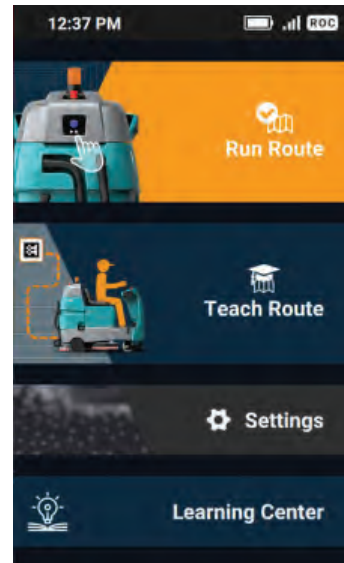 12:37 PM ROC
Run Route
Teach Route
Settings
Learning Center